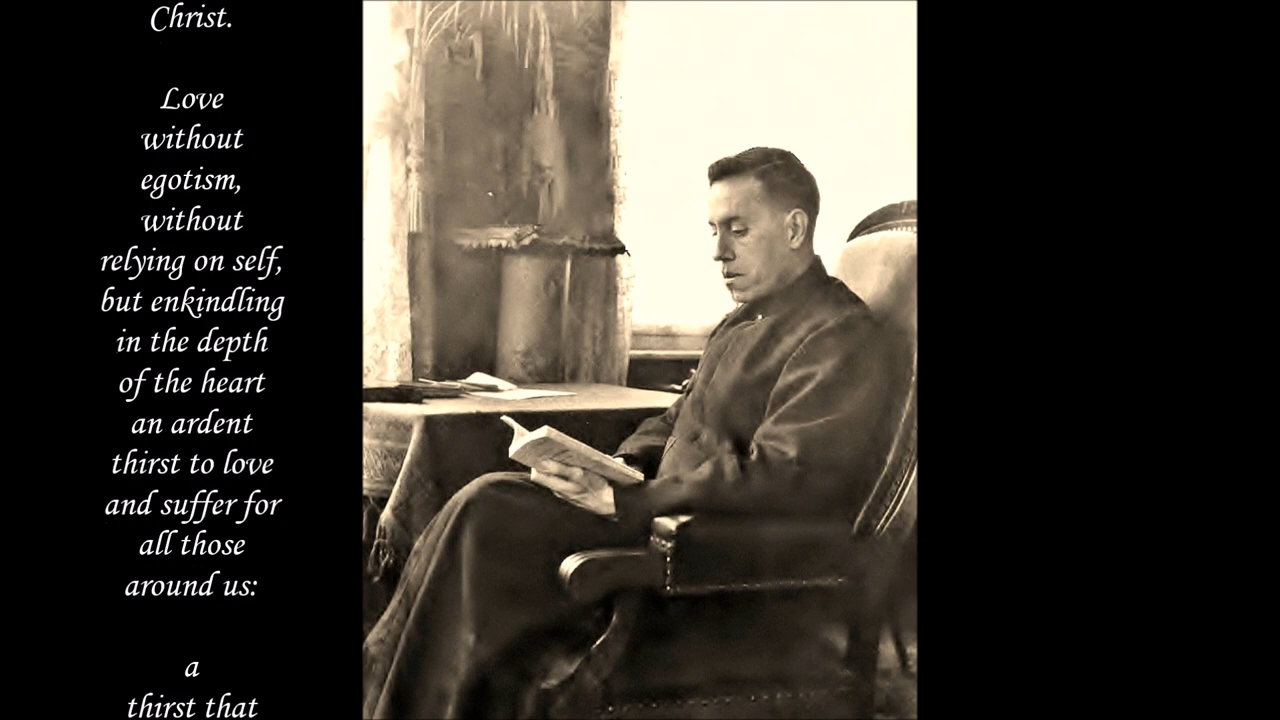 Christ.
Love
without
egotism,
without
relying on self,
but enkindling
in the depth
of the heart
an ardent
thirst to love
and suffer for
all those
around us:
a
thirst that